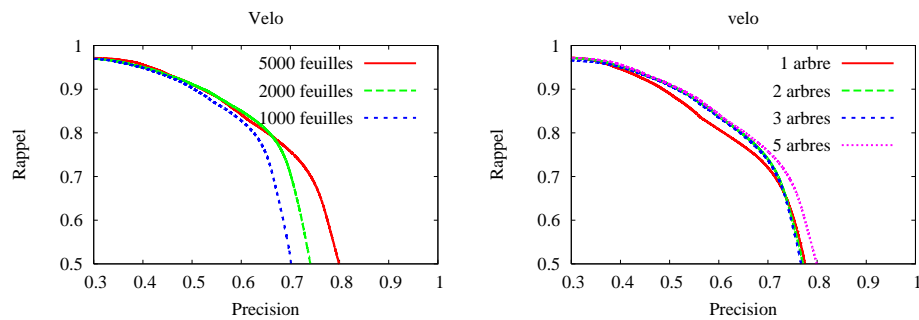 Velo
5000 feuilles
2000 feuilles
1000 feuilles
Rappel
1
0.9
0.8
0.7
0.6
0.5
0.3 0.4 0.5 0.6 0.7 0.8 0.9 1
Precision
velo
1 arbre
2 arbres
3 arbres
5 arbres
Rappel
1
0.9
0.8
0.7
0.6
0.5
0.3 0.4 0.5 0.6 0.7 0.8 0.9 1
Precision